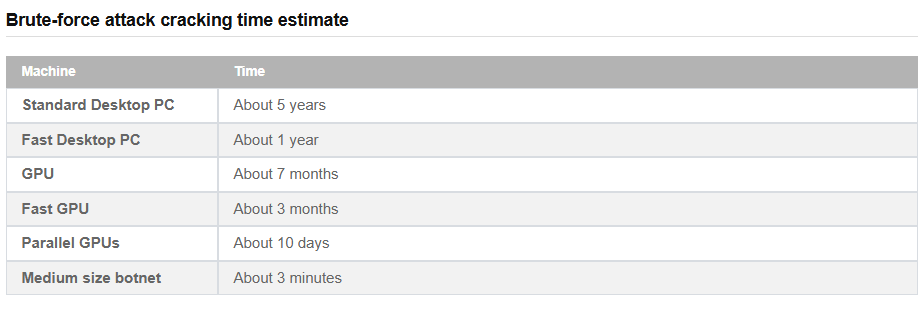 Brute-force attack cracking time estimate
Machine Time
Standard Desktop PC About 5 years
Fast Desktop PC About 1 year
GPU About 7 months
Fast GPU About 3 months
Parallel GPUs About 10 days
Medium size botnet About 3 minutes